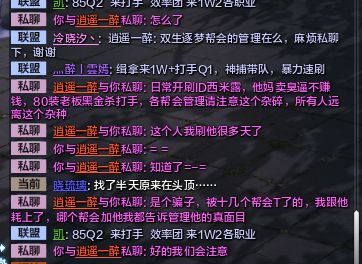 联盟 凯: 85Q2 来打手 效率团 来1W2各职业
私聊 你与逍遥一醉私聊: 怎么了
联盟 冷晓汐丶: 逍遥一醉: 双生逐梦帮会的管理在么，麻烦私聊
下，谢谢
联盟 灬醉丨雲嫣: 缉拿来1W+打手Q1，神捕带队，暴力速刷
私聊 逍遥一醉与你私聊: 日常开刷ID西米露，他妈卖臭逼不赚
钱，80装老板黑金杀打手，各帮会管理请注意这个杂碎，所有人远
离这个杂种
私聊 逍遥一醉与你私聊: 这个人我刷他很多天了
私聊 你与逍遥一醉私聊: = =
私聊 你与逍遥一醉私聊: 知道了=-=
当前 晓琉璃: 找了半天原来在头顶……
私聊 逍遥一醉与你私聊: 是个骗子，被十几个帮会T了的，我跟他
耗上了，哪个帮会加他我都告诉管理他的真面目
联盟 凯: 85Q2 来打手 效率团 来1W2各职业
私聊 你与逍遥一醉私聊: 好的我们会注意